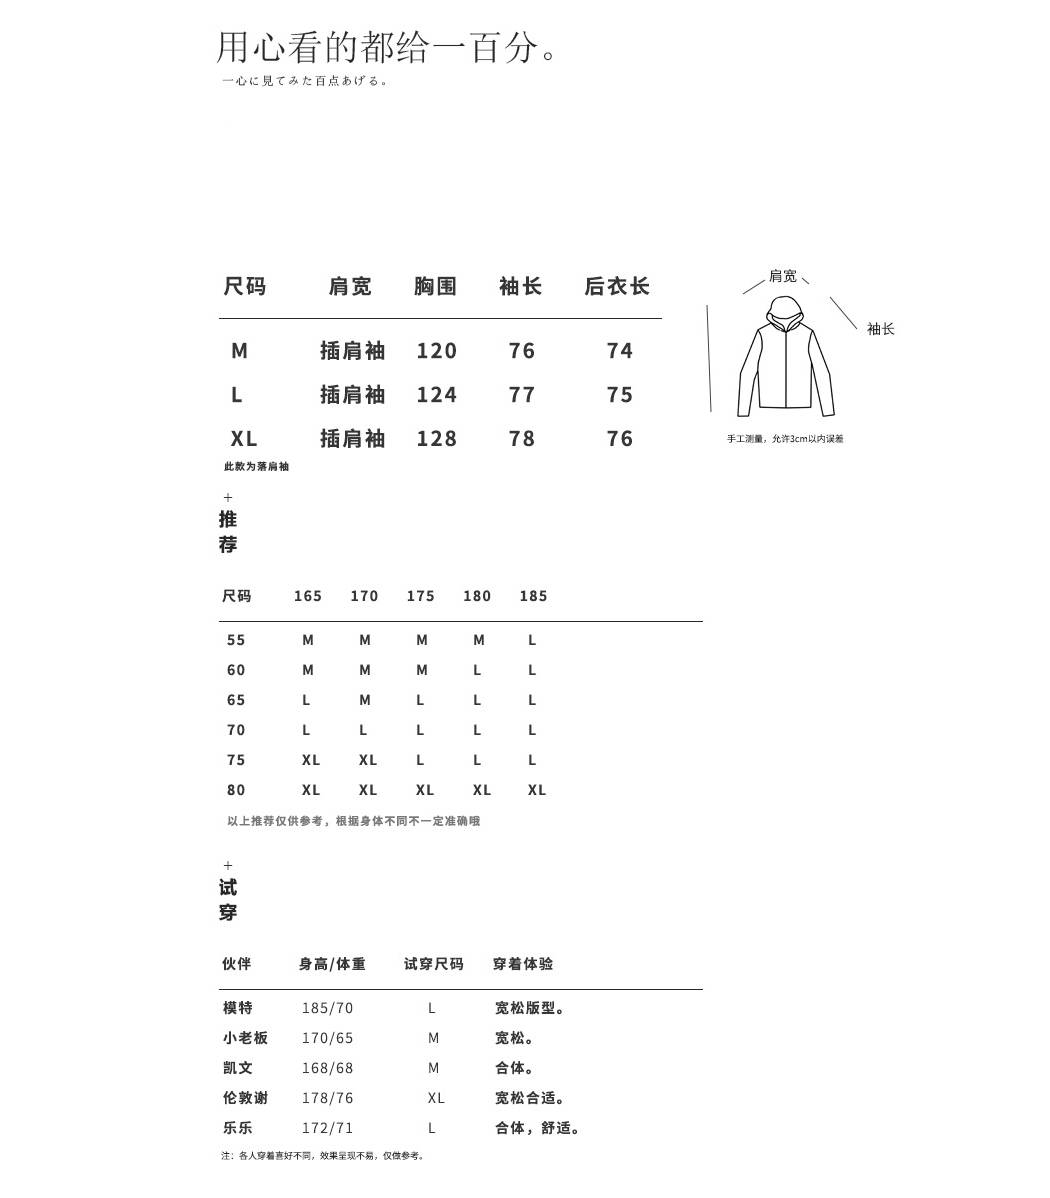 用心看的都给一百分。
一心に見てみた百点あげる。
尺码 肩宽 胸围 袖长 后衣长
M 插肩袖 120 76 74
L 插肩袖 124 77 75
XL 插肩袖 128 78 76
此款为落肩袖
肩宽
袖长
手工测量，允许3cm以内误差
+
推
荐
尺码 165 170 175 180 185
55 M M M M L
60 M M M L L
65 L M L L L
70 L L L L L
75 XL XL L L L
80 XL XL XL XL XL
以上推荐仅供参考，根据身体不同不一定准确哦
+
试
穿
伙伴 身高/体重 试穿尺码 穿着体验
模特 185/70 L 宽松版型。
小老板 170/65 M 宽松。
凯文 168/68 M 合体。
伦敦谢 178/76 XL 宽松合适。
乐乐 172/71 L 合体，舒适。
注：各人穿着喜好不同，效果呈现不易，仅做参考。